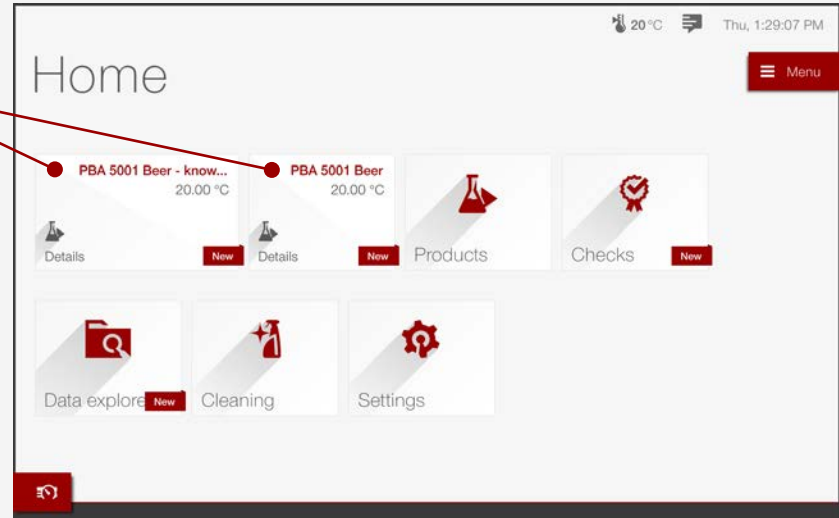 20 °C Thu, 1:29:07 PM
Home
Menu
PBA 5001 Beer - know...
20.00 °C
Details
New
PBA 5001 Beer
20.00 °C
Details
New
Products
Checks
New
Data explore
New
Cleaning
Settings